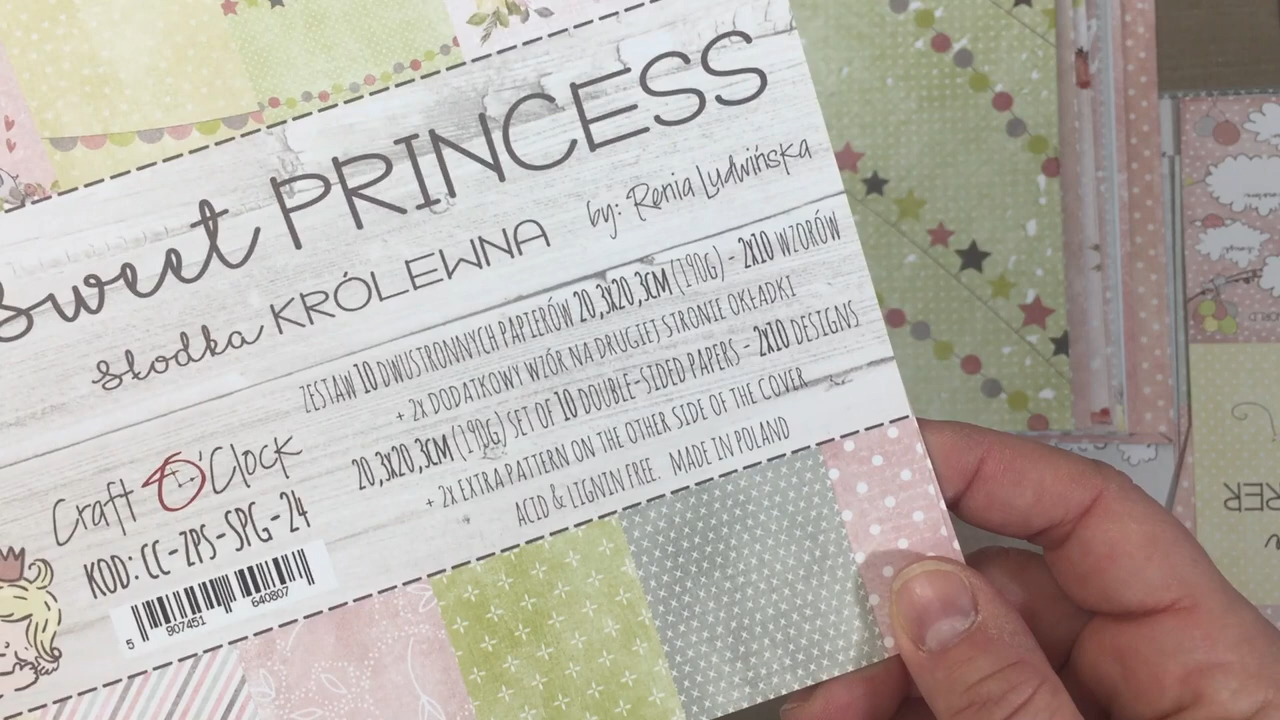 Sweet PRINCESS
Słodka KRÓLEWNA
by: Renia Ludwińska
ZESTAW 10 DWUSTRONNYCH PAPIERÓW 20,3X20,3CM (190G) - 2X10 WZORÓW
+ 2X DODATKOWY WZÓR NA DRUGIEJ STRONIE OKŁADKI
20,3X20,3CM (190G) SET OF 10 DOUBLE-SIDED PAPERS - 2X10 DESIGNS
+ 2X EXTRA PATTERN ON THE OTHER SIDE OF THE COVER
ACID & LIGNIN FREE. MADE IN POLAND
Craft O'Clock
KOD: CC-ZPS-SPG-24
5 907451 640807